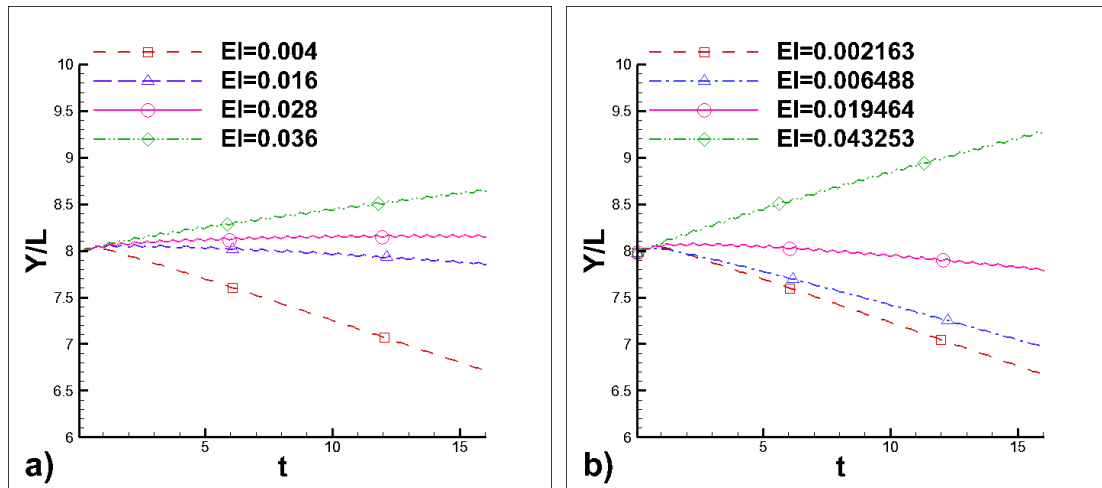 EI=0.004
EI=0.016
EI=0.028
EI=0.036
10
9.5
9
8.5
8
7.5
7
6.5
6
Y/L
5
10
15
t
a)
EI=0.002163
EI=0.006488
EI=0.019464
EI=0.043253
10
9.5
9
8.5
8
7.5
7
6.5
6
Y/L
5
10
15
t
b)